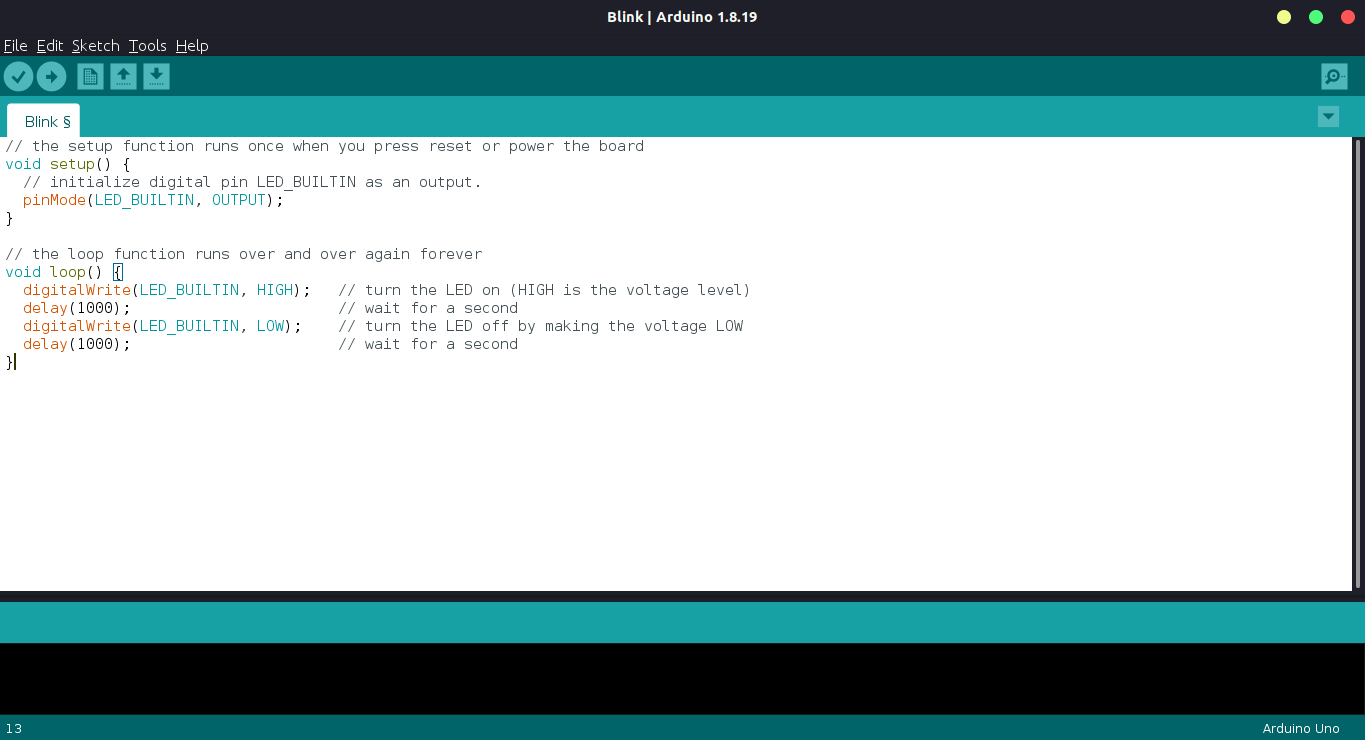 Blink | Arduino 1.8.19
File Edit Sketch Tools Help
Blink §
// the setup function runs once when you press reset or power the board
void setup() {
  // initialize digital pin LED_BUILTIN as an output.
  pinMode(LED_BUILTIN, OUTPUT);
}

// the loop function runs over and over again forever
void loop() {
  digitalWrite(LED_BUILTIN, HIGH);   // turn the LED on (HIGH is the voltage level)
  delay(1000);                       // wait for a second
  digitalWrite(LED_BUILTIN, LOW);    // turn the LED off by making the voltage LOW
  delay(1000);                       // wait for a second
}
13
Arduino Uno